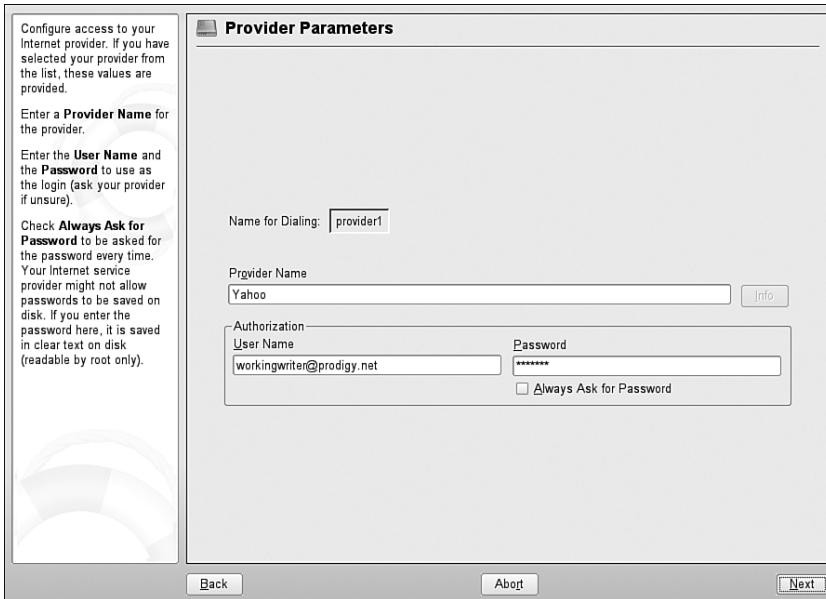 Configure access to your
Internet provider. If you have
selected your provider from
the list, these values are
provided.
Enter a Provider Name for
the provider.
Enter the User Name and
the Password to use as
the login (ask your provider
if unsure).
Check Always Ask for
Password to be asked for
the password every time.
Your Internet service
provider might not allow
passwords to be saved on
disk. If you enter the
password here, it is saved
in clear text on disk
(readable by root only).
Provider Parameters
Name for Dialing: provider1
Provider Name
Yahoo Info
Authorization
User Name Password
workingwriter@prodigy.net *******
Always Ask for Password
Back Abort Next